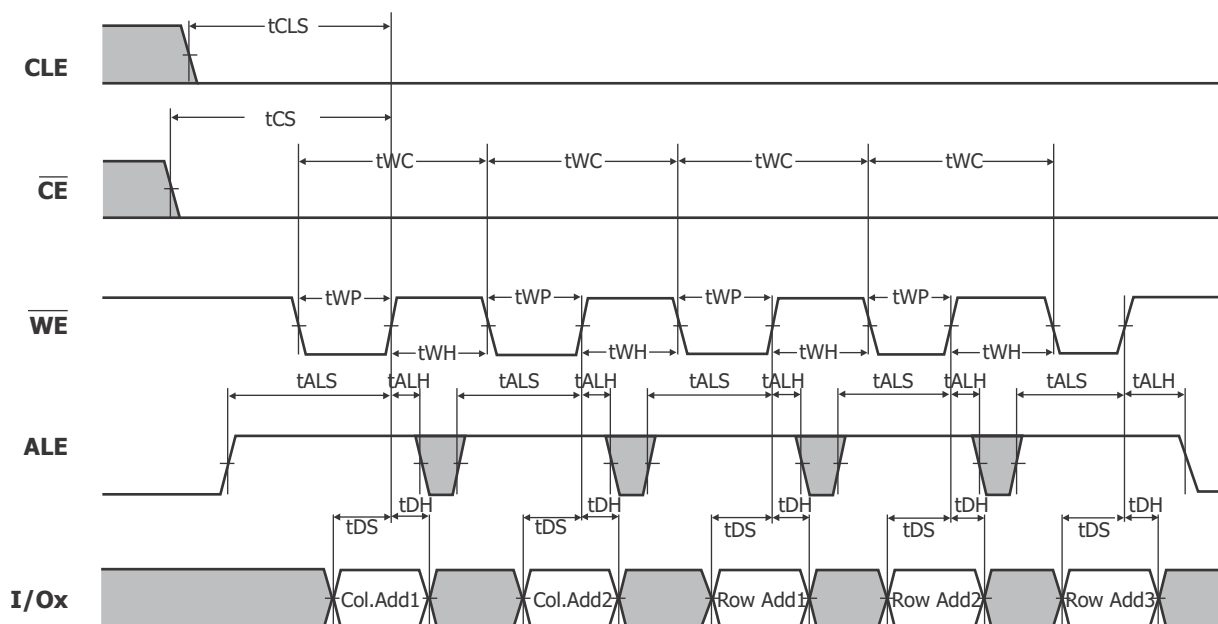 tCLS
CLE
tCS
tWC tWC tWC tWC
CE
tWP tWP tWP tWP
WE
tWH tWH tWH tWH
tALS tALH tALS tALH tALS tALH tALS tALH tALS tALH
ALE
tDH tDH tDH tDH tDH
tDS tDS tDS tDS tDS
I/Ox Col.Add1 Col.Add2 Row Add1 Row Add2 Row Add3